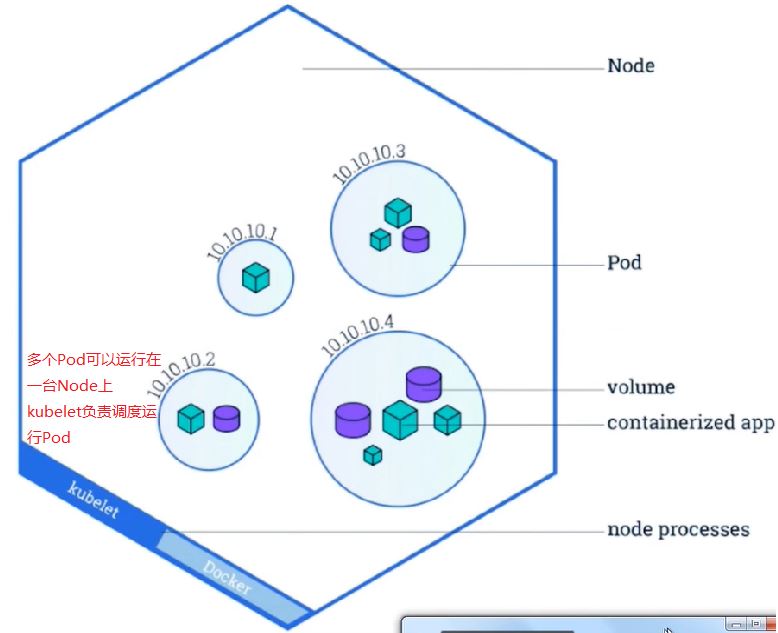 Node
10.10.10.3
10.10.10.1
Pod
10.10.10.4
多个Pod可以运行在
一台Node上
kubelet负责调度运
行Pod
10.10.10.2
volume
containerized app
kubelet
node processes
Docker